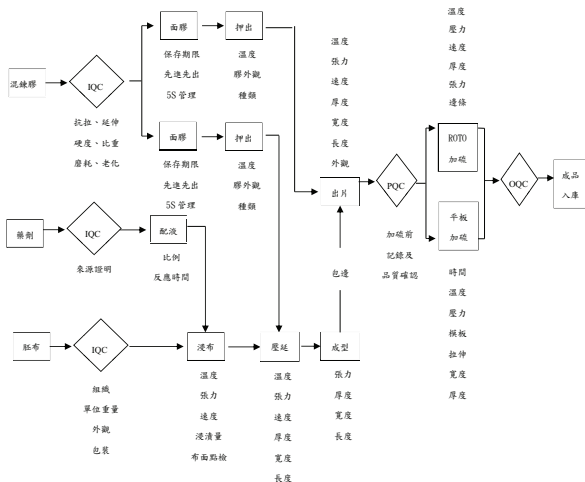 溫度
壓力
速度
厚度
張力
邊條
面膠
押出
保存期限
先進先出
5S 管理
溫度
膠外觀
種類
溫度
張力
速度
厚度
寬度
長度
外觀
混鍊膠
IQC
抗拉、延伸
硬度、比重
磨耗、老化
面膠
押出
保存期限
先進先出
5S 管理
溫度
膠外觀
種類
出片
PQC
加硫前
記錄及
品質確認
ROTO
加硫
平板
加硫
OQC
成品
入庫
時間
溫度
壓力
模板
拉伸
寬度
厚度
藥劑
IQC
來源證明
配液
比例
反應時間
包邊
胚布
IQC
組織
單位重量
外觀
包裝
浸布
溫度
張力
速度
浸漬量
布面點檢
壓延
溫度
張力
速度
厚度
寬度
長度
成型
張力
厚度
寬度
長度